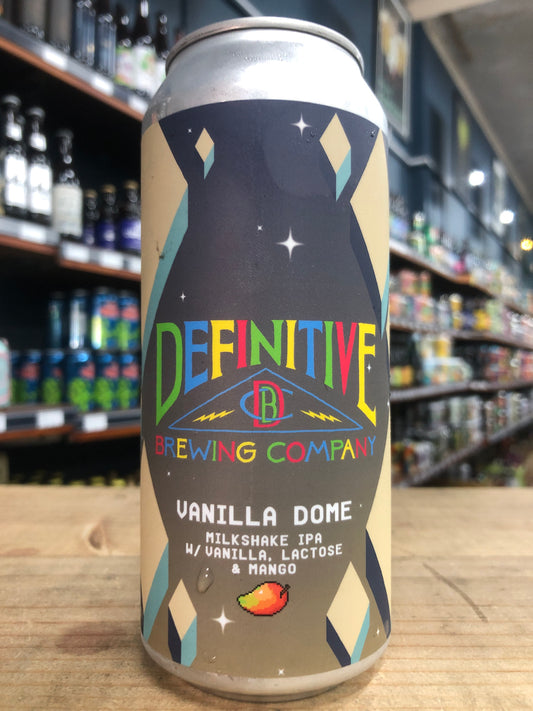 DEFINITIVE
DBC
BREWING COMPANY
VANILLA DOME
MILKSHAKE IPA
W/ VANILLA, LACTOSE
& MANGO